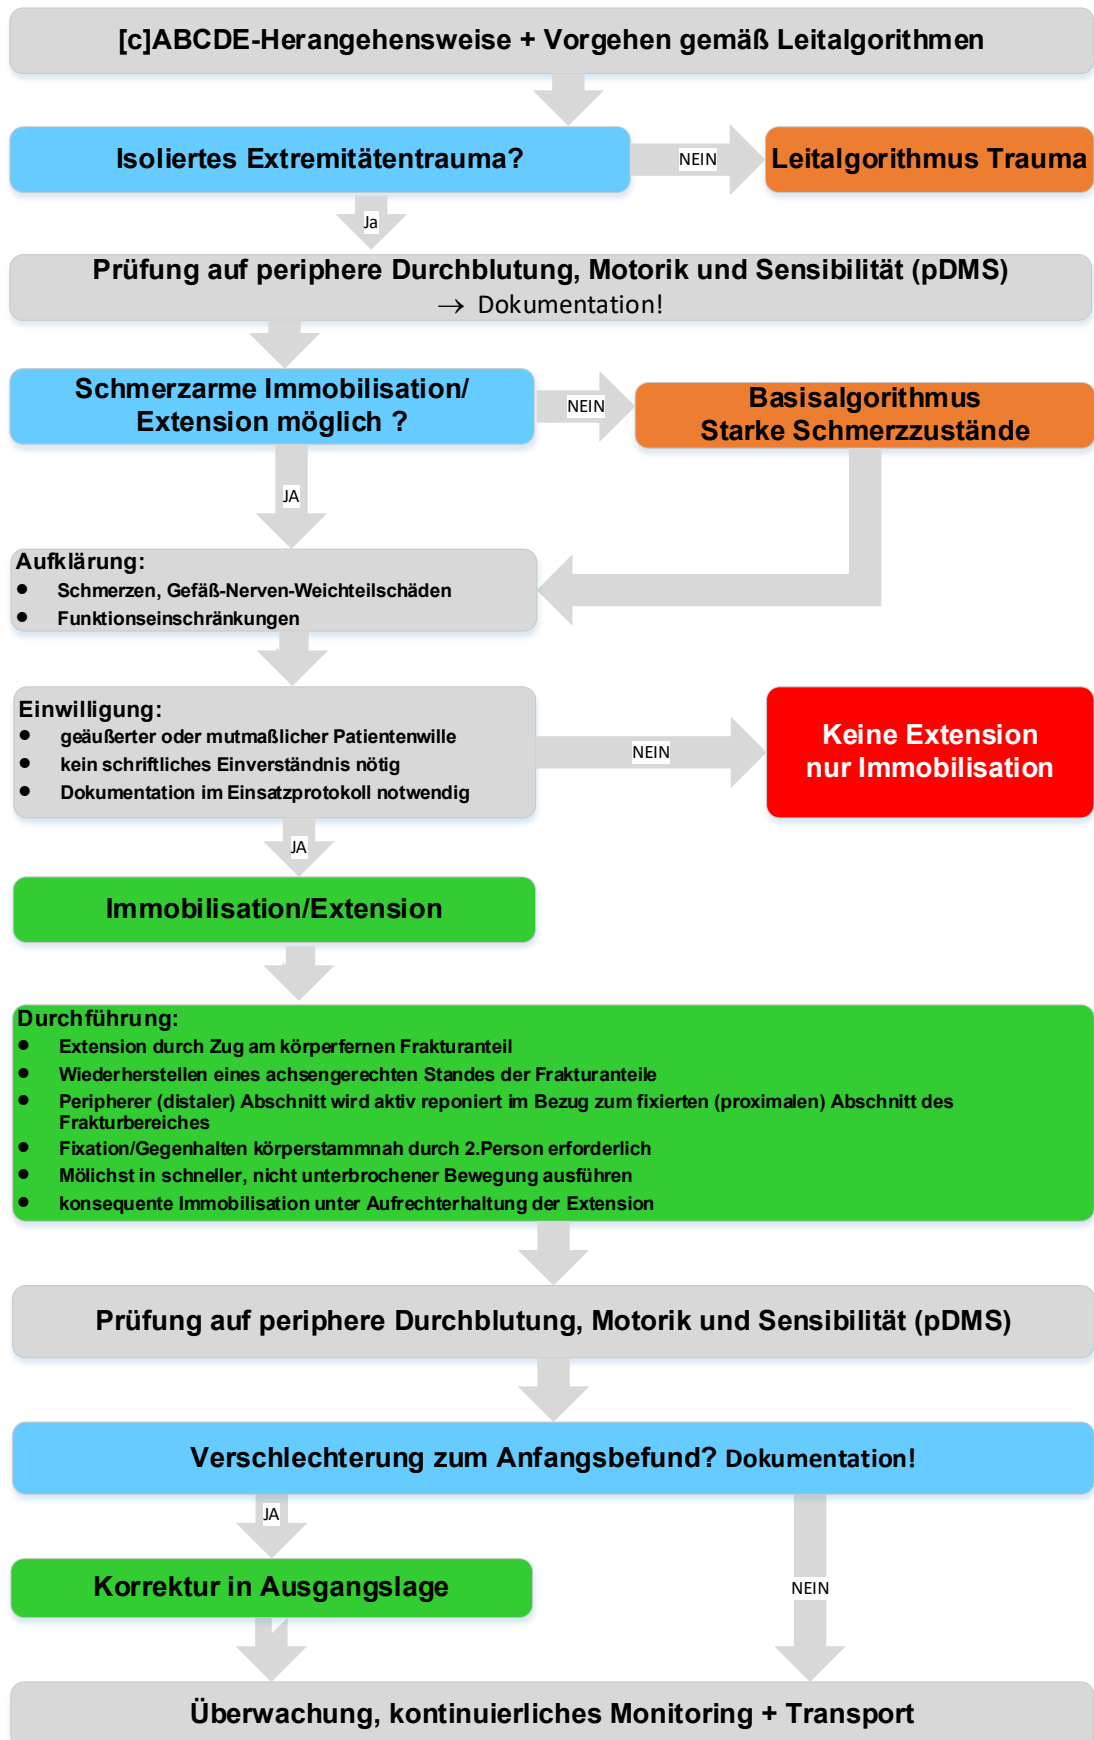 [c]ABCDE-Herangehensweise + Vorgehen gemäß Leitalgorithmen
Isoliertes Extremitätentrauma?
NEIN
Leitalgorithmus Trauma
Ja
Prüfung auf periphere Durchblutung, Motorik und Sensibilität (pDMS)
→ Dokumentation!
Schmerzarme Immobilisation/
Extension möglich ?
NEIN
Basisalgorithmus
Starke Schmerzzustände
JA
Aufklärung:
● Schmerzen, Gefäß-Nerven-Weichteilschäden
● Funktionseinschränkungen
Einwilligung:
● geäußerter oder mutmaßlicher Patientenwille
● kein schriftliches Einverständnis nötig
● Dokumentation im Einsatzprotokoll notwendig
NEIN
Keine Extension
nur Immobilisation
JA
Immobilisation/Extension
Durchführung:
● Extension durch Zug am körperfernen Frakturanteil
● Wiederherstellen eines achsengerechten Standes der Frakturanteile
● Peripherer (distaler) Abschnitt wird aktiv reponiert im Bezug zum fixierten (proximalen) Abschnitt des
Frakturbereiches
● Fixation/Gegenhalten körperstammnah durch 2.Person erforderlich
● Mölichst in schneller, nicht unterbrochener Bewegung ausführen
● konsequente Immobilisation unter Aufrechterhaltung der Extension
Prüfung auf periphere Durchblutung, Motorik und Sensibilität (pDMS)
Verschlechterung zum Anfangsbefund? Dokumentation!
JA
Korrektur in Ausgangslage
NEIN
Überwachung, kontinuierliches Monitoring + Transport